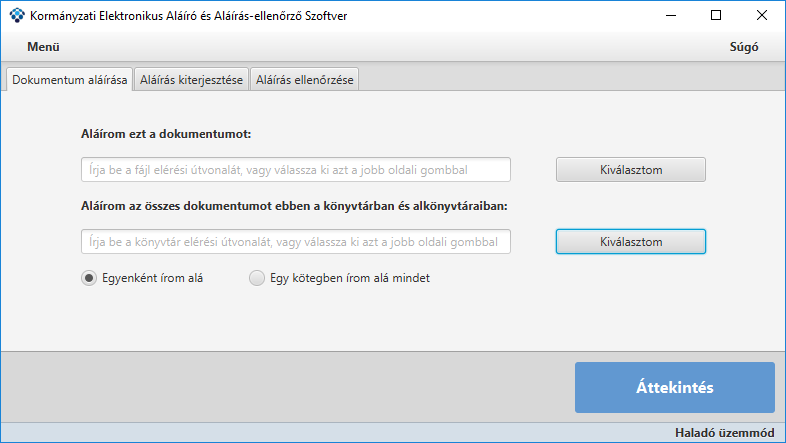 Kormányzati Elektronikus Aláíró és Aláírás-ellenőrző Szoftver
Menü Súgó
Dokumentum aláírása Aláírás kiterjesztése Aláírás ellenőrzése
Aláírom ezt a dokumentumot:
Írja be a fájl elérési útvonalát, vagy válassza ki azt a jobb oldali gombbal Kiválasztom
Aláírom az összes dokumentumot ebben a könyvtárban és alkönyvtáraiban:
Írja be a könyvtár elérési útvonalát, vagy válassza ki azt a jobb oldali gombbal Kiválasztom
Egyenként írom alá Egy kötegben írom alá mindet
Áttekintés
Haladó üzemmód